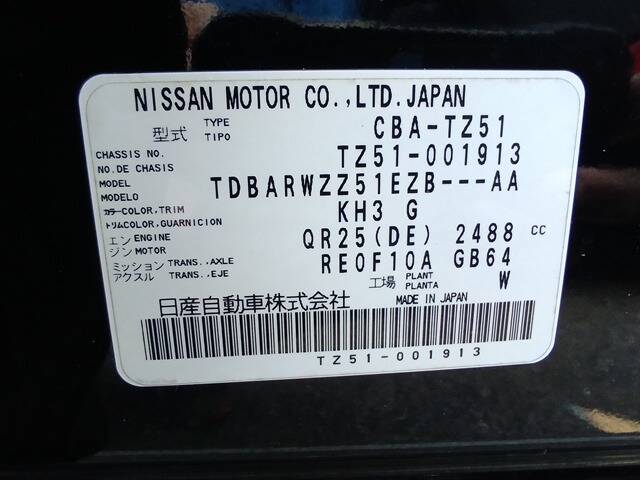 NISSAN MOTOR CO.,LTD.JAPAN
型式 TYPE TIPO CBA-TZ51
CHASSIS NO. NO.DE CHASIS TZ51-001913
MODEL MODELO TDBARWZZ51EZB---AA
カラー COLOR,TRIM KH3 G
トリム COLOR,GUARNICION
エンジン ENGINE MOTOR QR25(DE) 2488 cc
ミッション TRANS.,AXLE RE0F10A GB64
アクスル TRANS.,EJE
工場 PLANT PLANTA W
日産自動車株式会社 MADE IN JAPAN
TZ51-001913